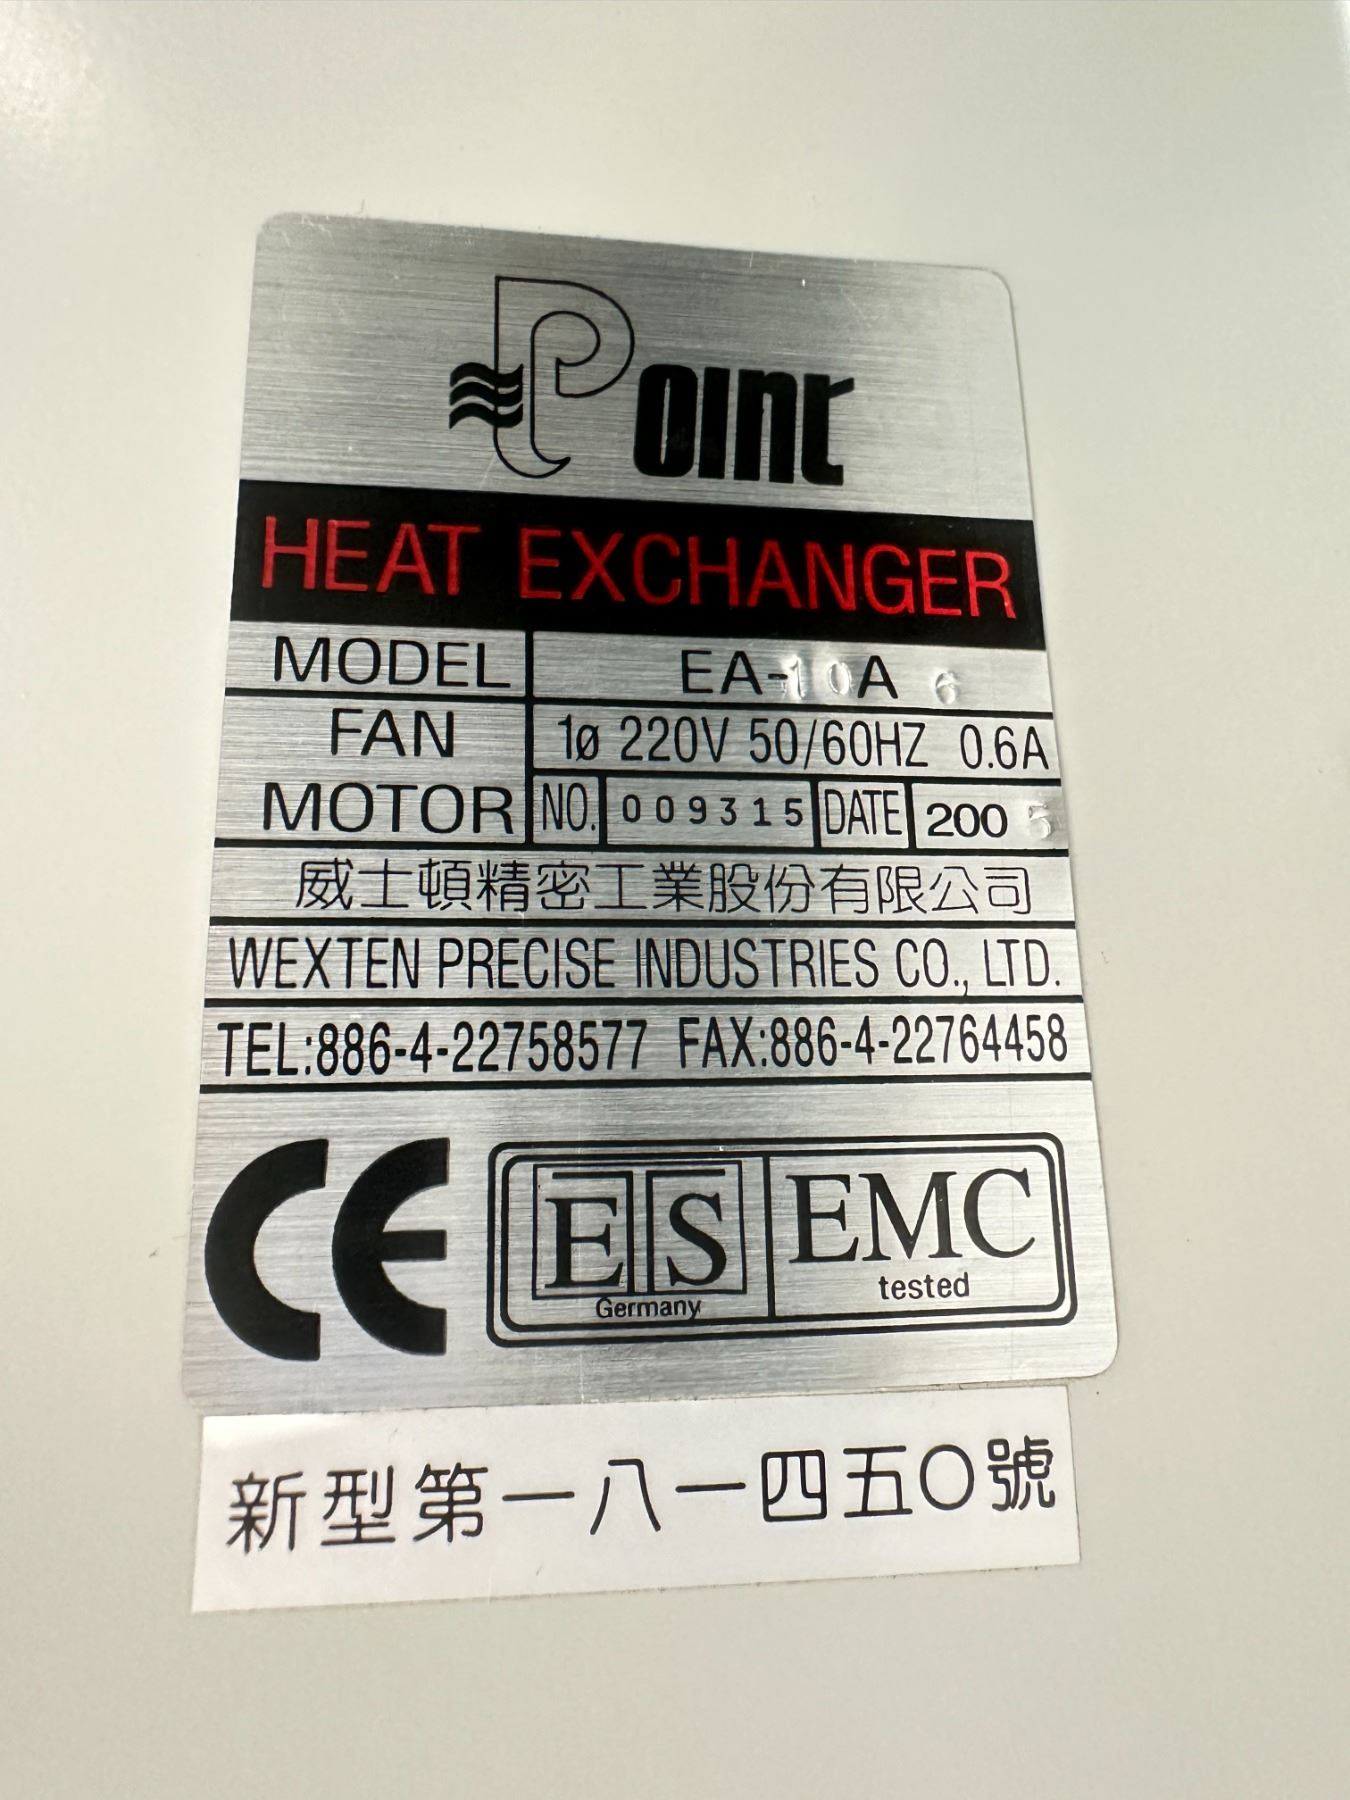 Point
HEAT EXCHANGER
MODEL EA-10A 6
FAN MOTOR
1ø 220V 50/60HZ 0.6A
NO. 009315 DATE 2005
威士頓精密工業股份有限公司
WEXTEN PRECISE INDUSTRIES CO., LTD.
TEL:886-4-22758577 FAX:886-4-22764458
CE ES EMC
Germany tested
新型第一八一四五〇號